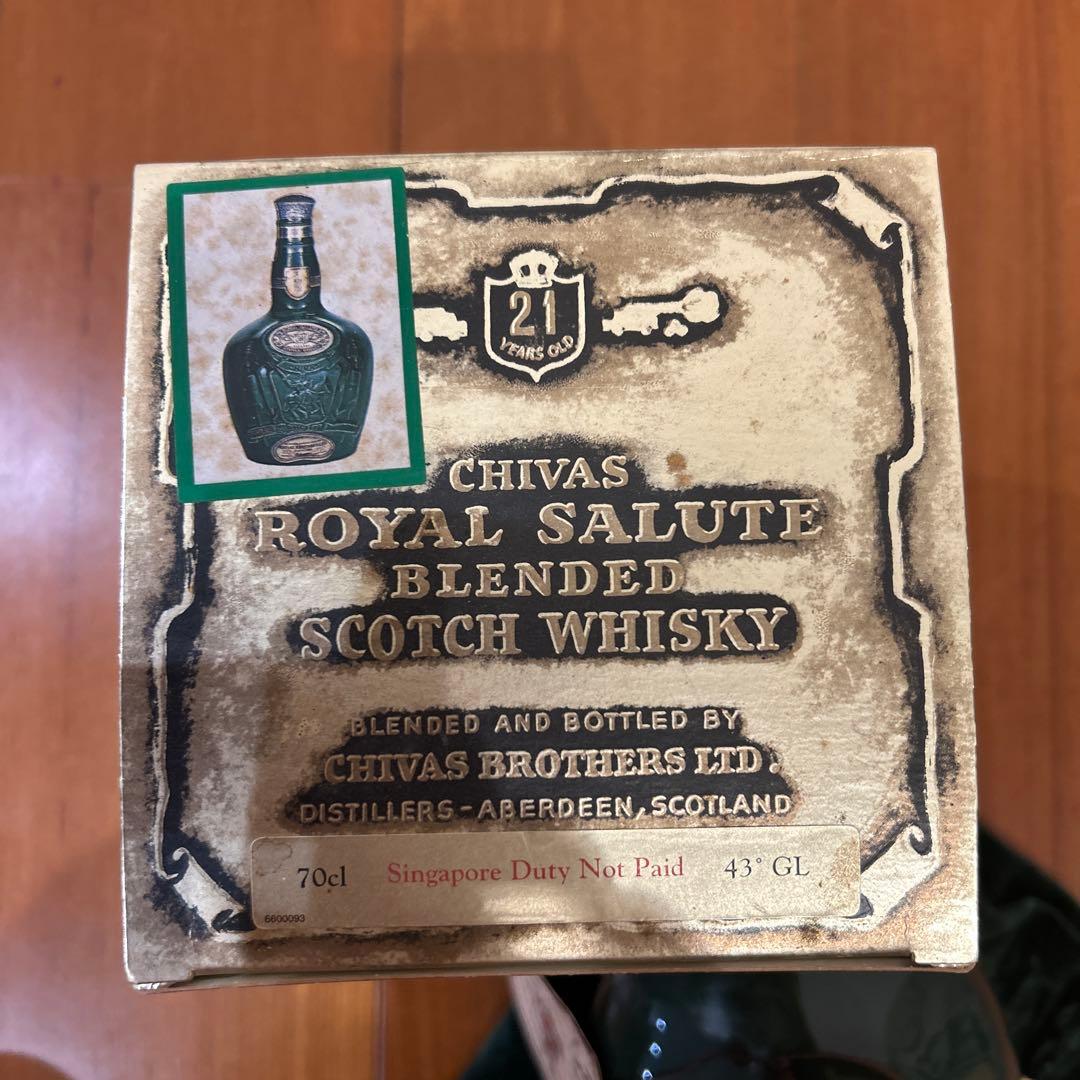 21
YEARS OLD
CHIVAS
ROYAL SALUTE
BLENDED
SCOTCH WHISKY
BLENDED AND BOTTLED BY
CHIVAS BROTHERS LTD.
DISTILLERS-ABERDEEN, SCOTLAND
70cl Singapore Duty Not Paid 43° GL
6600093